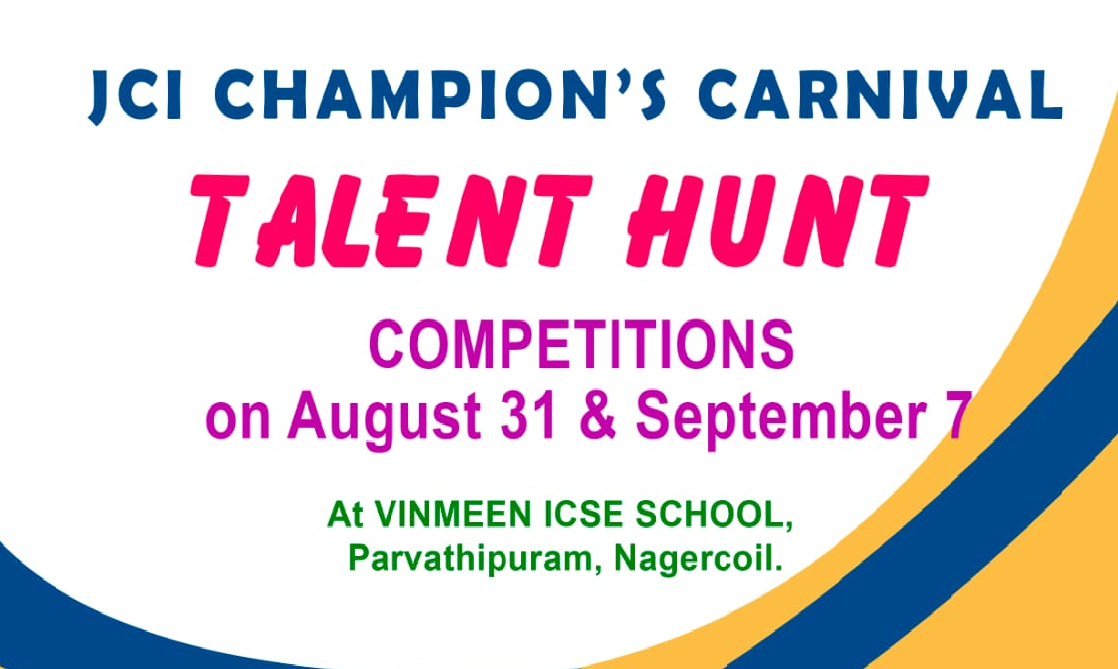 JCI CHAMPION'S CARNIVAL
TALENT HUNT
COMPETITIONS
on August 31 & September 7
At VINMEEN ICSE SCHOOL,
Parvathipuram, Nagercoil.